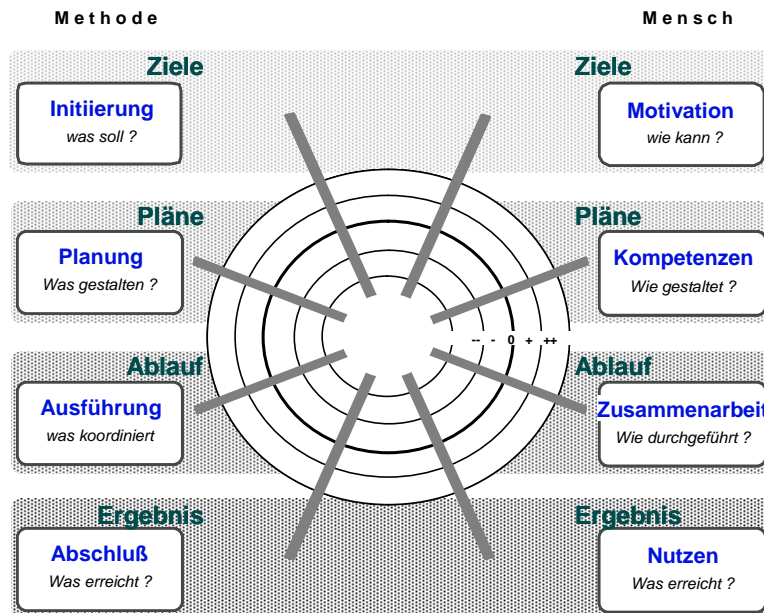 Methode
Mensch
Ziele
Ziele
Initiierung
was soll ?
Motivation
wie kann ?
Pläne
Pläne
Planung
Was gestalten ?
Kompetenzen
Wie gestaltet ?
-- - 0 + ++
Ablauf
Ablauf
Ausführung
was koordiniert
Zusammenarbeit
Wie durchgeführt ?
Ergebnis
Ergebnis
Abschluß
Was erreicht ?
Nutzen
Was erreicht ?